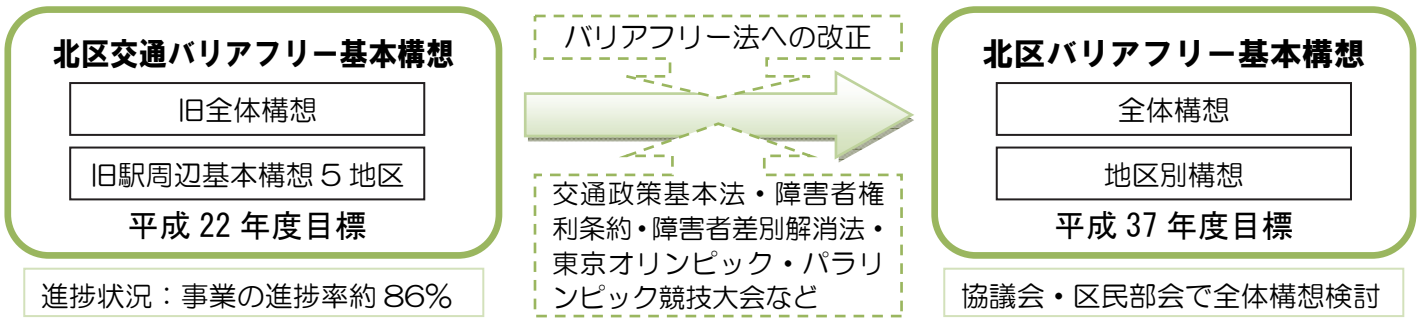 北区交通バリアフリー基本構想
旧全体構想
旧駅周辺基本構想5地区
平成22年度目標
進捗状況：事業の進捗率約86%
バリアフリー法への改正
交通政策基本法・障害者権
利条約・障害者差別解消法・
東京オリンピック・パラリ
ンピック競技大会など
北区バリアフリー基本構想
全体構想
地区別構想
平成37年度目標
協議会・区民部会で全体構想検討